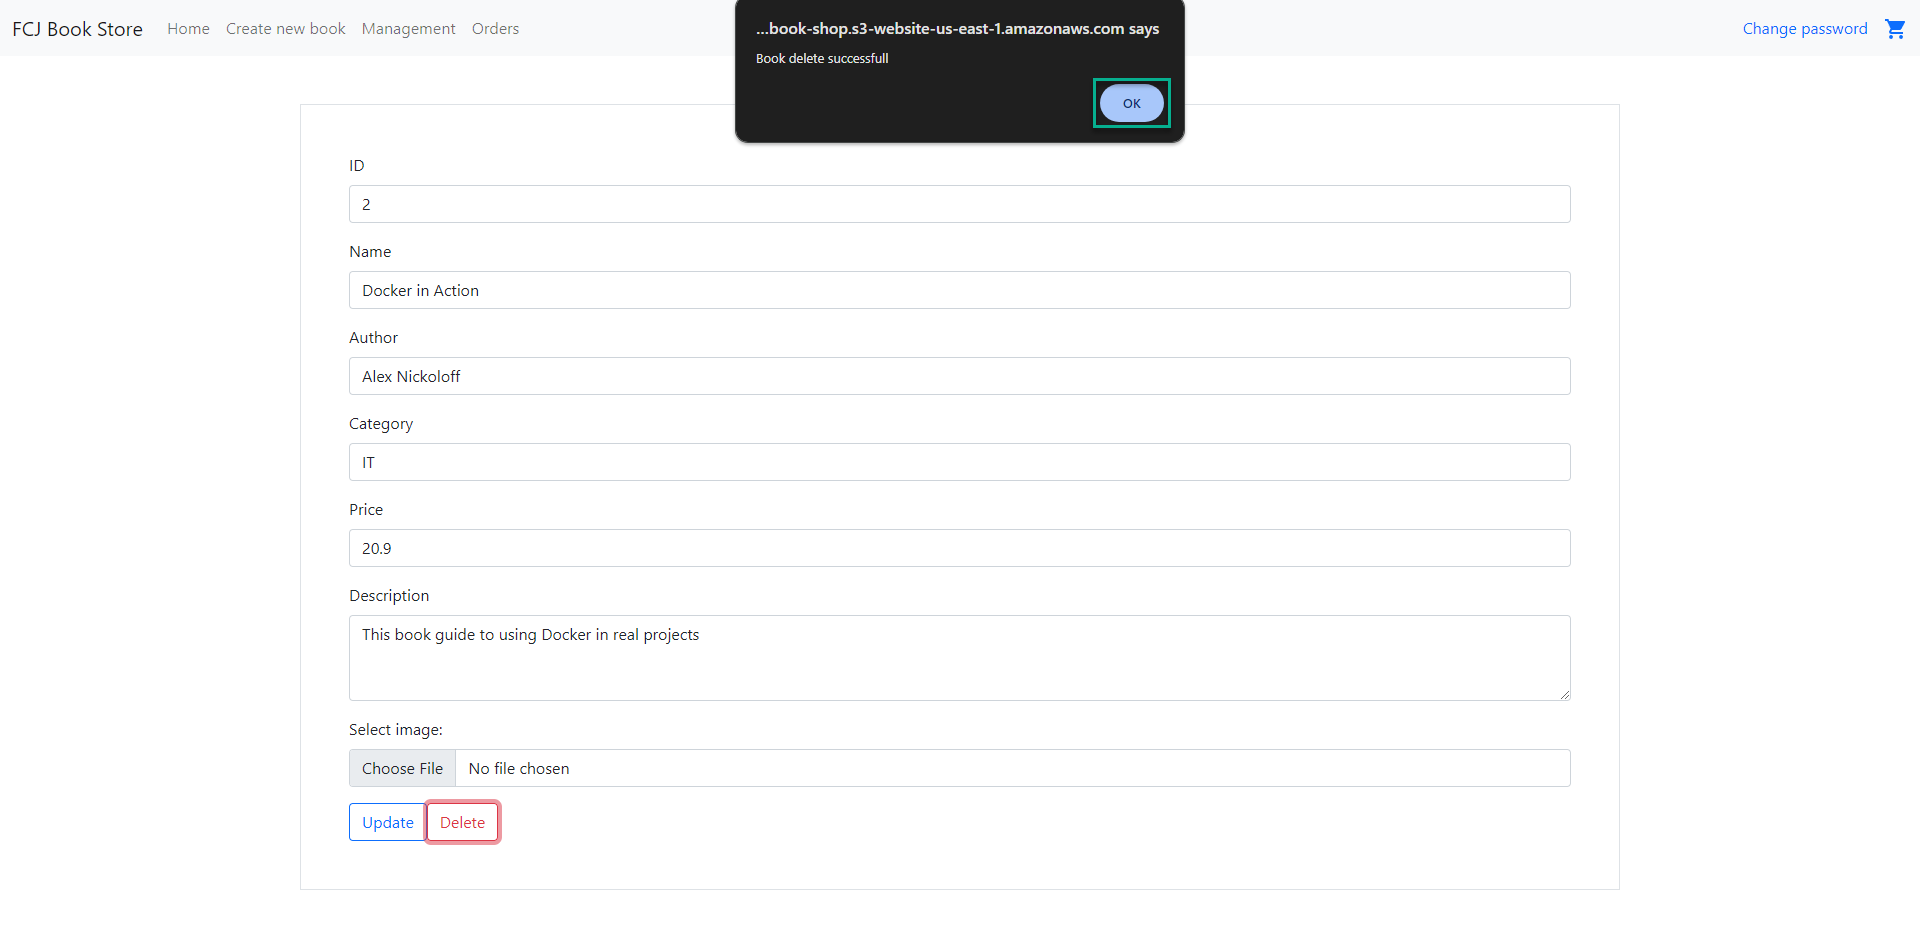 FCJ Book Store Home Create new book Management Orders Change password
...book-shop.s3-website-us-east-1.amazonaws.com says
Book delete successfull
OK
ID
2
Name
Docker in Action
Author
Alex Nickoloff
Category
IT
Price
20.9
Description
This book guide to using Docker in real projects
Select image:
Choose File No file chosen
Update Delete